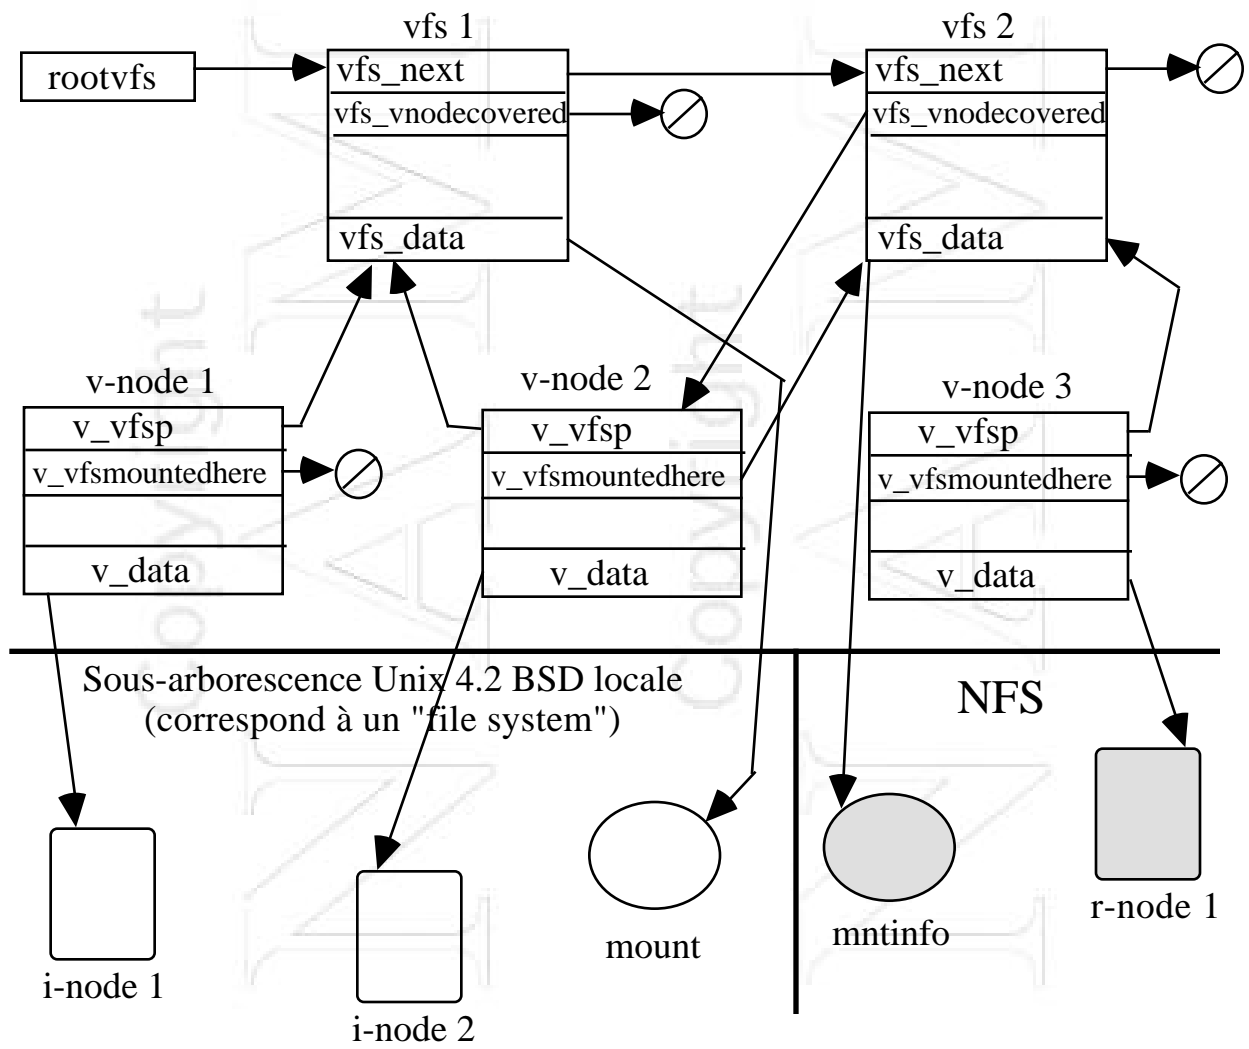 vfs 1
vfs 2
rootvfs
vfs_next
vfs_next
vfs_vnodecovered
vfs_vnodecovered
vfs_data
vfs_data
v-node 1
v-node 2
v-node 3
v_vfsp
v_vfsp
v_vfsp
v_vfsmountedhere
v_vfsmountedhere
v_vfsmountedhere
v_data
v_data
v_data
Copyright
Copyright
Sous-arborescence Unix 4.2 BSD locale
(correspond à un "file system")
NFS
i-node 1
i-node 2
mount
mntinfo
r-node 1